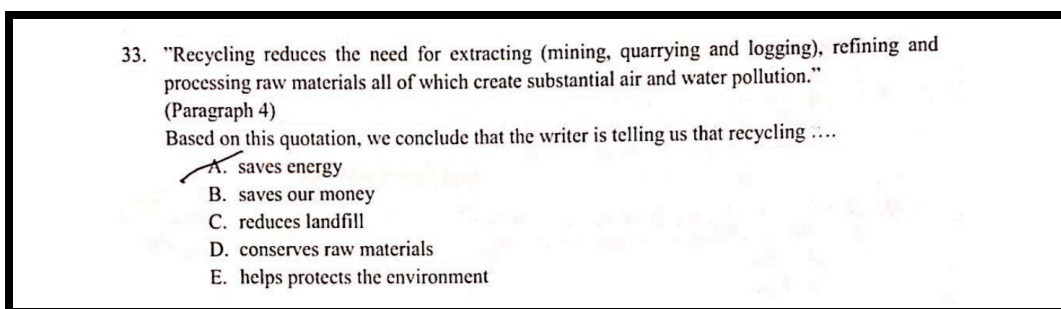 33. ”Recycling reduces the need for extracting (mining, quarrying and logging), refining and
processing raw materials all of which create substantial air and water pollution.”
(Paragraph 4)
Based on this quotation, we conclude that the writer is telling us that recycling ....
A. saves energy
B. saves our money
C. reduces landfill
D. conserves raw materials
E. helps protects the environment